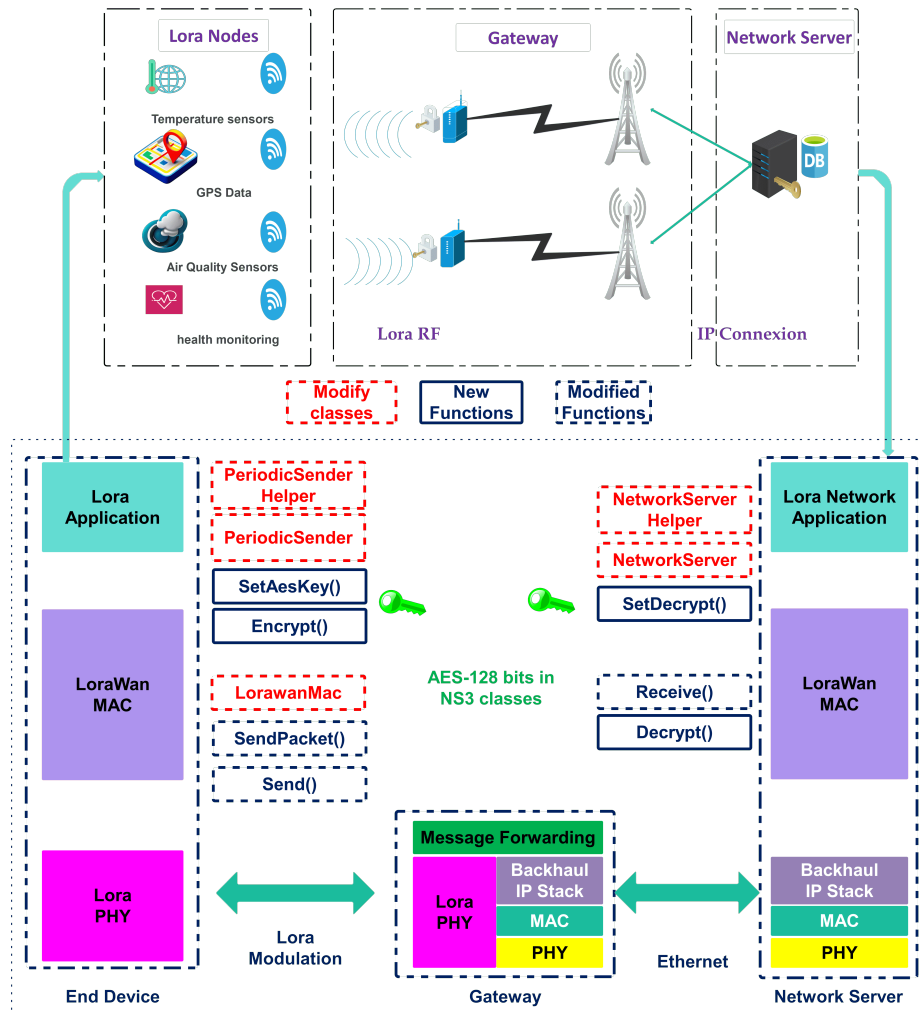 Lora Nodes
Gateway
Network Server
Temperature sensors
GPS Data
Air Quality Sensors
health monitoring
DB
Lora RF
IP Connexion
Modify
classes
New
Functions
Modified
Functions
Lora
Application
PeriodicSender
Helper
PeriodicSender
SetAesKey()
Encrypt()
LoraWan
MAC
LorawanMac
SendPacket()
Send()
Lora
PHY
AES-128 bits in
NS3 classes
NetworkServer
Helper
NetworkServer
SetDecrypt()
Receive()
Decrypt()
Lora Network
Application
LoraWan
MAC
Message Forwarding
Lora
PHY
Backhaul
IP Stack
MAC
PHY
Backhaul
IP Stack
MAC
PHY
Lora
Modulation
Ethernet
End Device
Gateway
Network Server